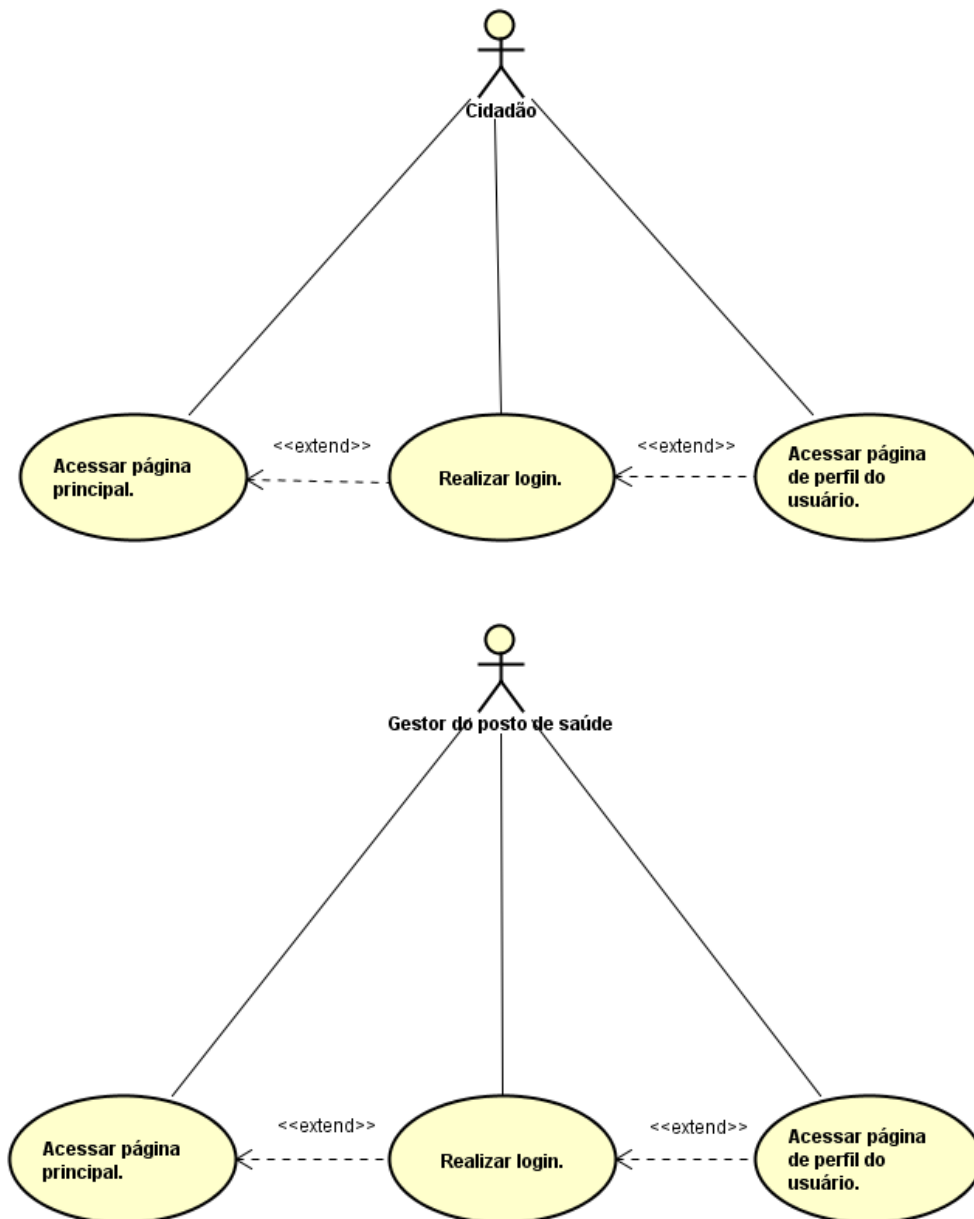 Cidadão
<<extend>>
<<extend>>
Acessar página
principal.
Realizar login.
Acessar página
de perfil do
usuário.
Gestor do posto de saúde
<<extend>>
<<extend>>
Acessar página
principal.
Realizar login.
Acessar página
de perfil do
usuário.